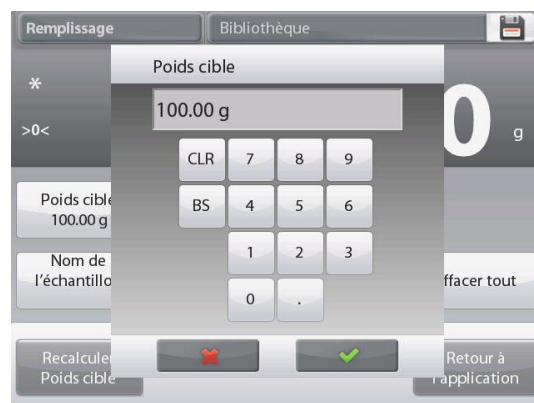 Remplissage
Bibliothèque
Poids cible
*
100.00 g
>0<
0
g
CLR 7 8 9
Poids cible
100.00 g
BS 4 5 6
1 2 3
Nom de
l'échantillo
ffacer tout
0 .
Recalculer
Poids cible
Retour à
l'application